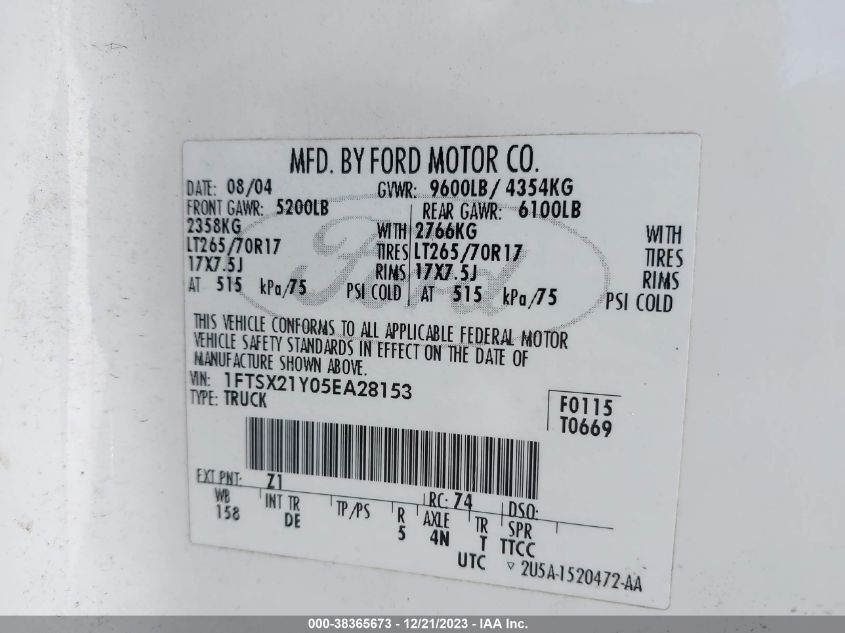 MFD. BY FORD MOTOR CO.
DATE: 08/04 GVWR: 9600LB/ 4354KG
FRONT GAWR: 5200LB REAR GAWR: 6100LB
2358KG WITH 2766KG WITH
LT265/70R17 TIRES LT265/70R17 TIRES
17X7.5J RIMS 17X7.5J RIMS
AT 515 kPa/75 PSI COLD AT 515 kPa/75 PSI COLD
Ford
THIS VEHICLE CONFORMS TO ALL APPLICABLE FEDERAL MOTOR
VEHICLE SAFETY STANDARDS IN EFFECT ON THE DATE OF
MANUFACTURE SHOWN ABOVE.
VIN: 1FTSX21Y05EA28153
TYPE: TRUCK
F0115
T0669
EXT PNT: Z1 RC: 74 DSO:
WB INT TR TP/PS R AXLE TR SPR
158 DE 5 4N T TTCC
UTC ▽ 2U5A-1520472-AA
000-38365673 - 12/21/2023 - IAA Inc.